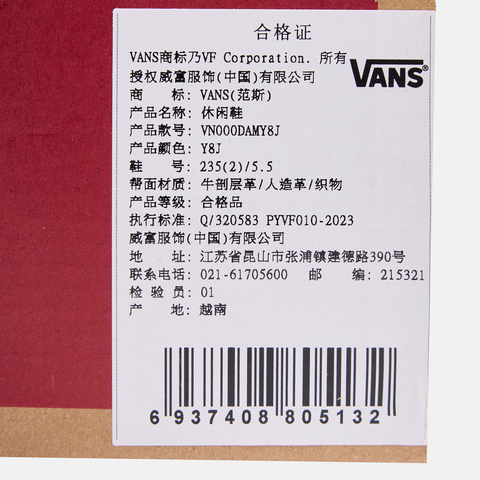 合格证
VANS商标乃VF Corporation. 所有
授权威富服饰(中国)有限公司
VANS®
商 标: VANS(范斯)
产品名称: 休闲鞋
产品款号: VN000DAMY8J
产品颜色: Y8J
鞋 号: 235(2)/5.5
帮面材质: 牛剖层革/人造革/织物
产品等级: 合格品
执行标准: Q/320583 PYVF010-2023
威富服饰(中国)有限公司
地 址: 江苏省昆山市张浦镇建德路390号
联系电话: 021-61705600 邮 编: 215321
检 验 员: 01
产 地: 越南
6 937408 805132